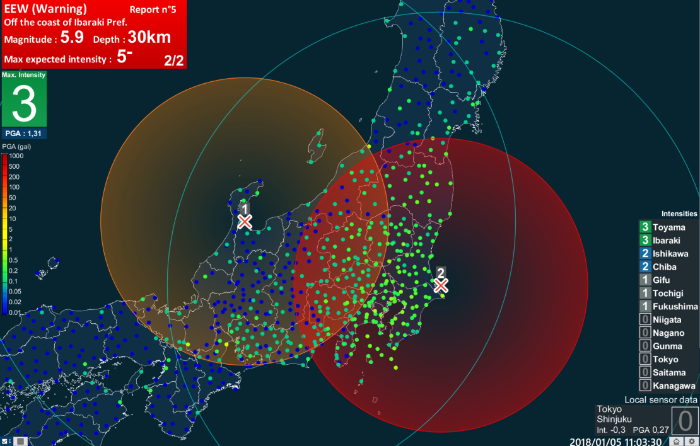 EEW (Warning) Report n°5
Off the coast of Ibaraki Pref.
Magnitude : 5.9 Depth : 30km
Max expected intensity : 5- 2/2
Max. Intensity
3
PGA : 1,31
PGA (gal)
1000
500
200
100
50
20
10
5
2
1
0.5
0.2
0.1
0.05
0.02
0.01
1
2
Intensities
3 Toyama
3 Ibaraki
2 Ishikawa
2 Chiba
1 Gifu
1 Tochigi
1 Fukushima
0 Niigata
0 Nagano
0 Gunma
0 Tokyo
0 Saitama
0 Kanagawa
Local sensor data
Tokyo
Shinjuku
Int. -0,3 PGA 0,27
0
2018/01/05 11:03:30